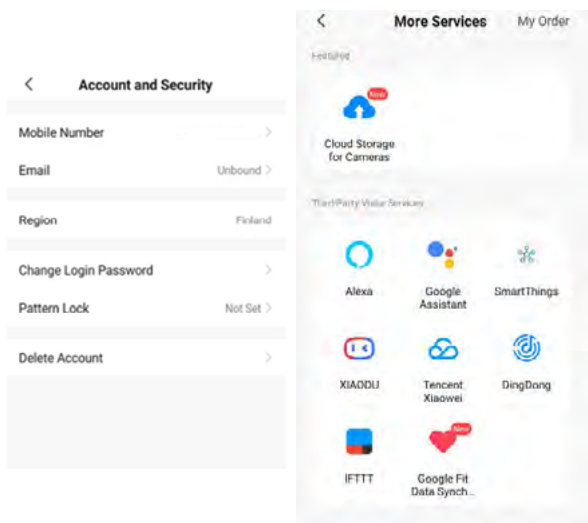 Account and Security
Mobile Number
Email
Unbound
Region
Finland
Change Login Password
Pattern Lock
Not Set
Delete Account
More Services
My Order
Featured
New
Cloud Storage
for Cameras
Third-Party Voice Services
Alexa
Google
Assistant
SmartThings
XIAODU
Tencent
Xiaowei
DingDong
IFTTT
New
Google Fit
Data Synch...